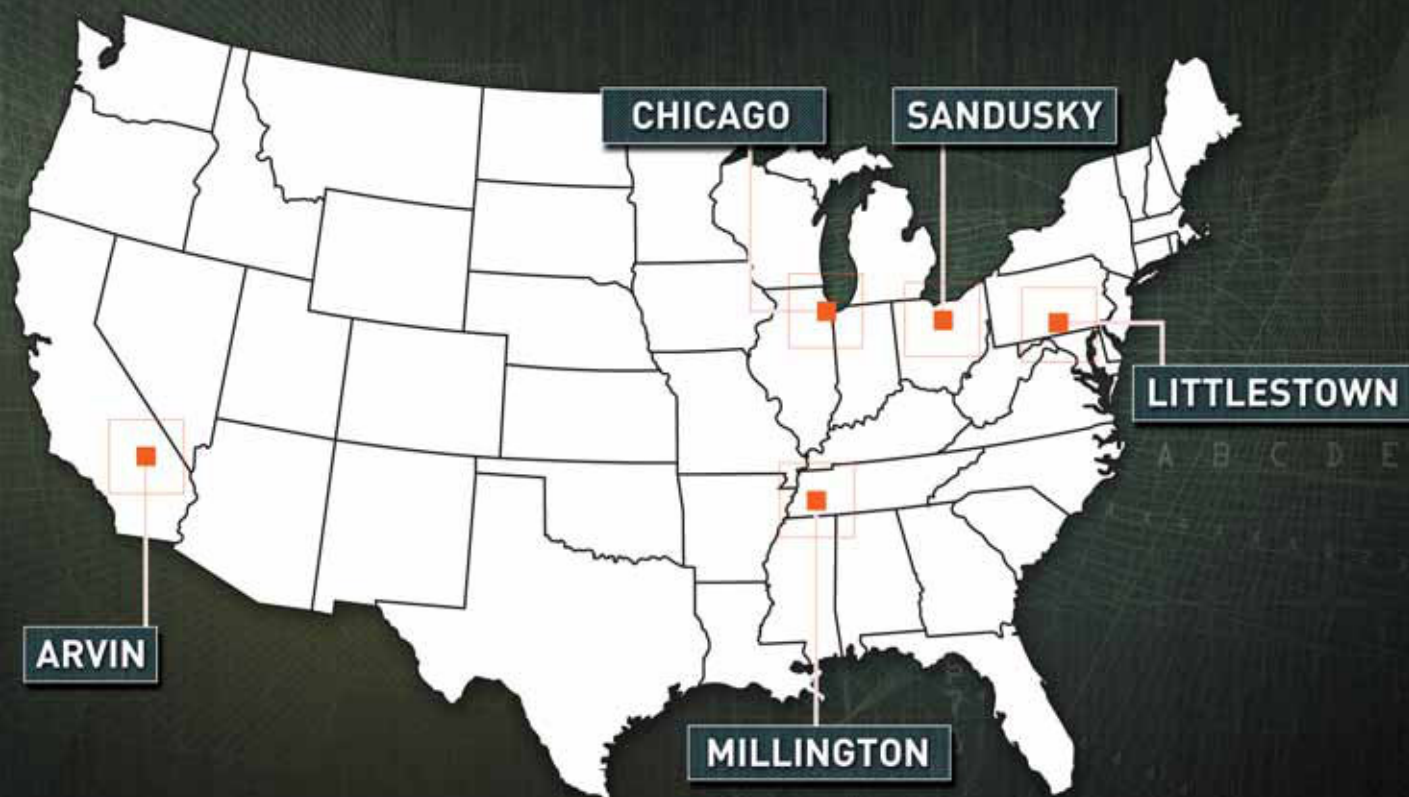 CHICAGO
SANDUSKY
LITTLESTOWN
A B C D E
ARVIN
MILLINGTON